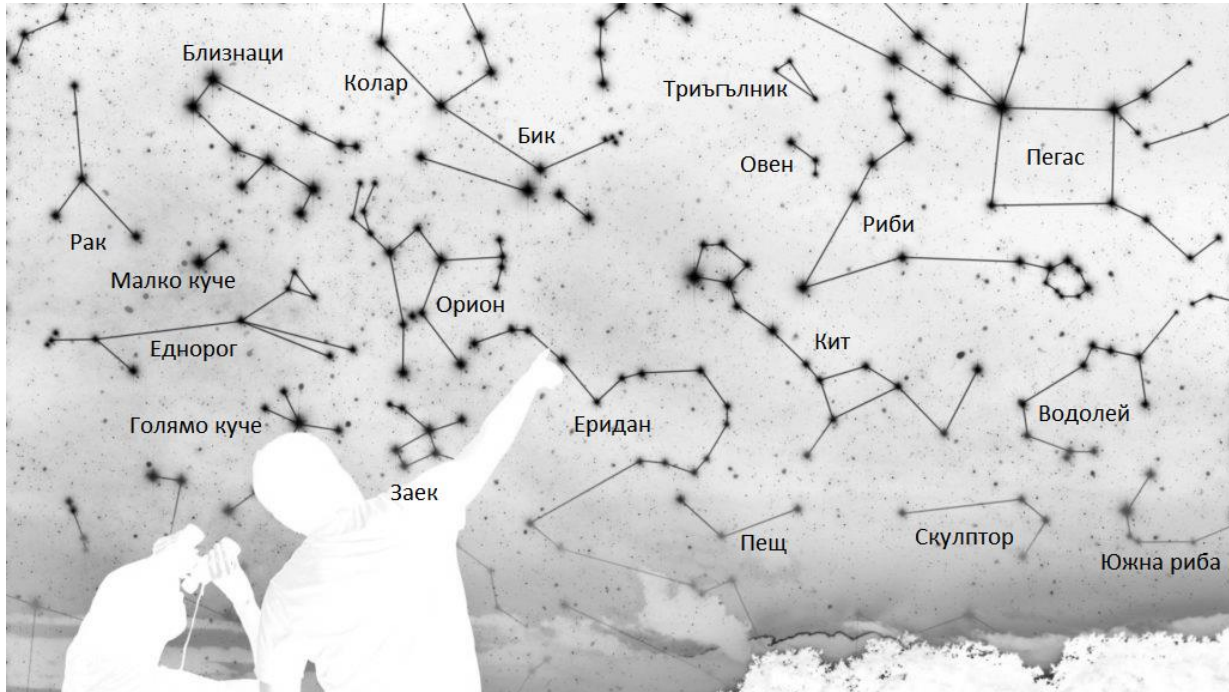 Близнаци
Колар
Триъгълник
Бик
Овен
Пегас
Рак
Риби
Малко куче
Орион
Еднорог
Кит
Голямо куче
Еридан
Водолей
Заек
Пещ
Скулптор
Южна риба